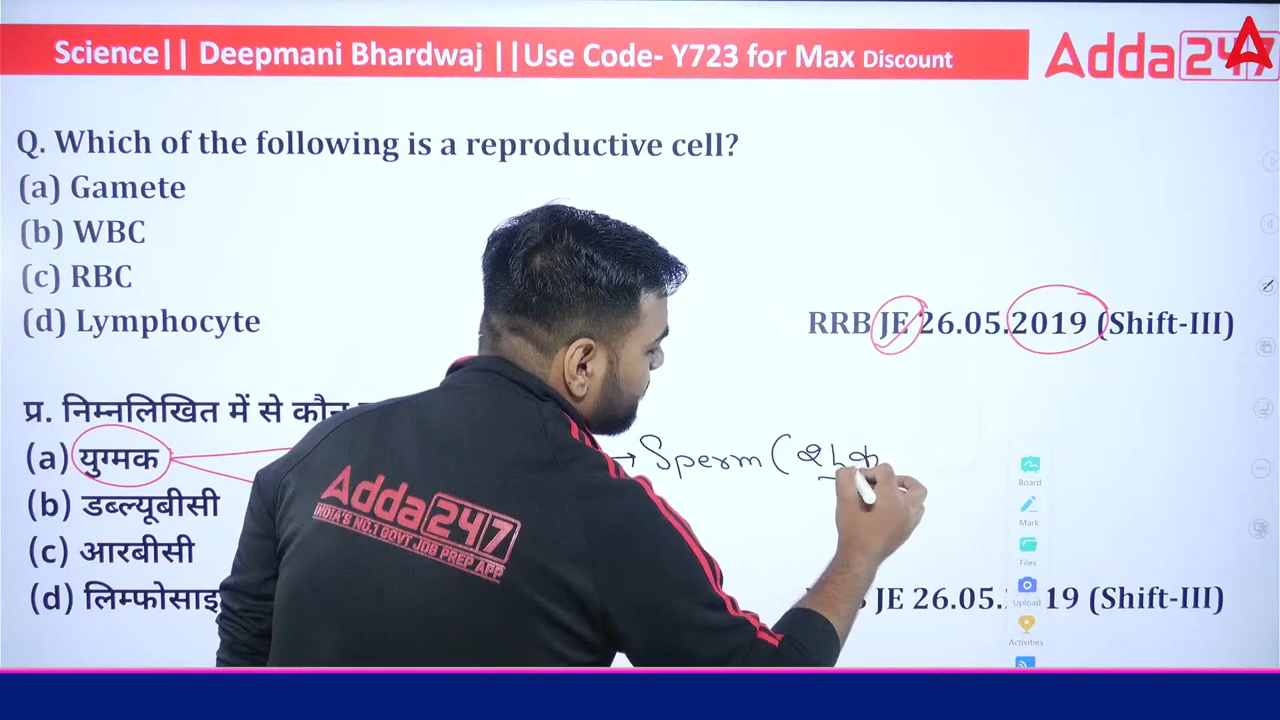 Science|| Deepmani Bhardwaj ||Use Code- Y723 for Max Discount
Adda247
Q. Which of the following is a reproductive cell?
(a) Gamete
(b) WBC
(c) RBC
(d) Lymphocyte
RRB JE 26.05.2019 (Shift-III)
प्र. निम्नलिखित में से कौन
(a) युग्मक
→ Sperm (
(b) डब्ल्यूबीसी
(c) आरबीसी
(d) लिम्फोसाइ
JE 26.05. 19 (Shift-III)
Adda247
INDIA'S NO.1 GOVT JOB PREP APP
Board
Mark
Files
Upload
Activities